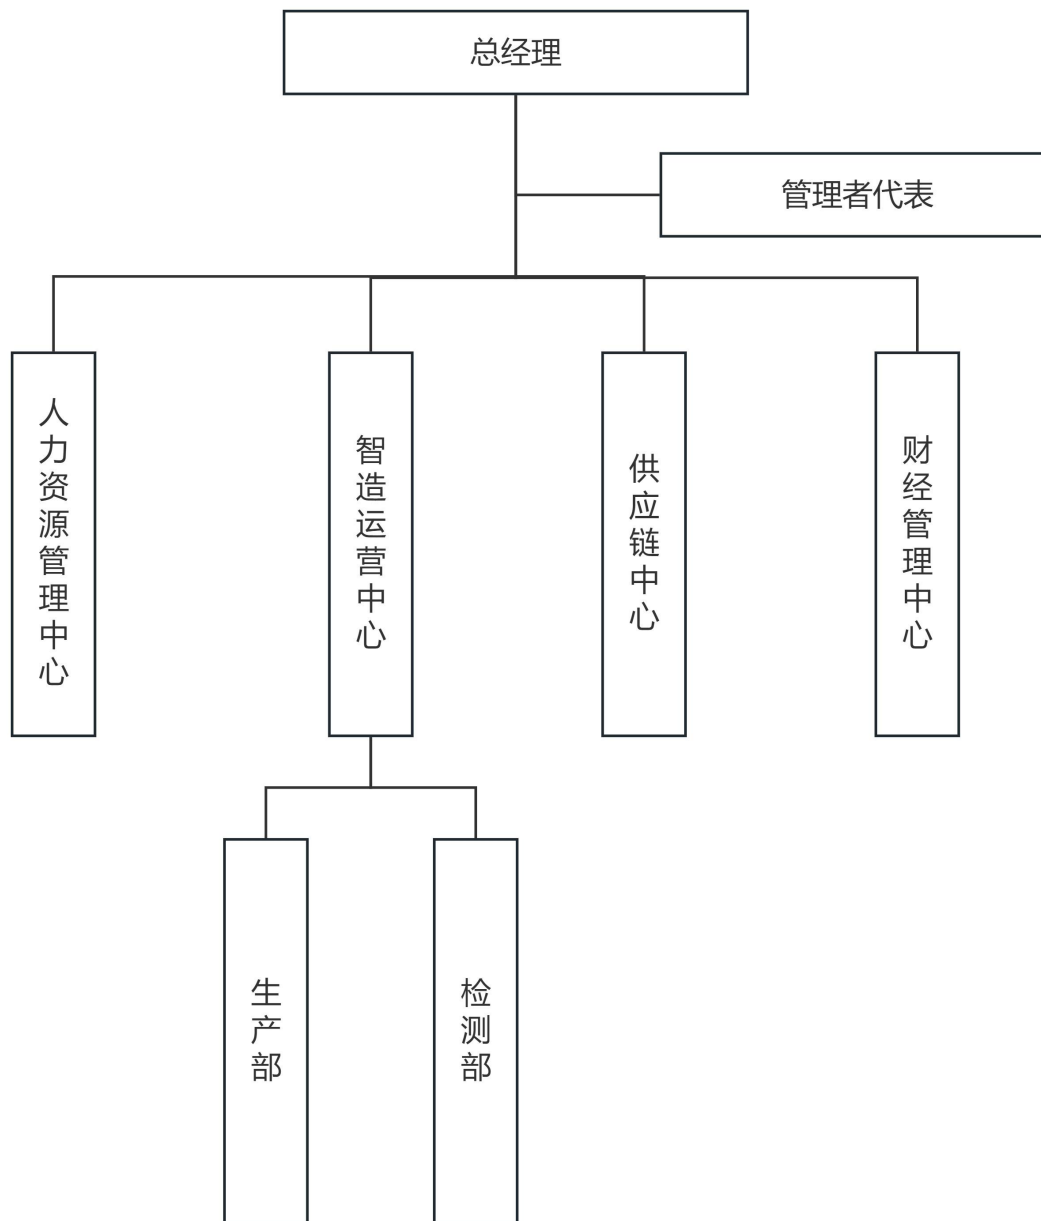 总经理
管理者代表
人力资源管理中心
智造运营中心
供应链中心
财经管理中心
生产部
检测部